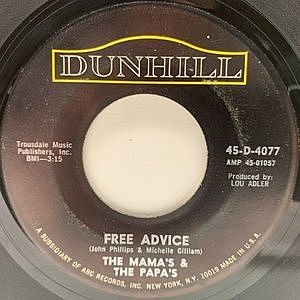 DUNHILL
Trousdale Music
Publishers, Inc.
BMI—3:15
45-D-4077
AMP 45-01057
Produced by:
LOU ADLER
FREE ADVICE
(John Phillips & Michelle Gilliam)
THE MAMA'S &
THE PAPA'S
A SUBSIDIARY OF ABC RECORDS, INC. NEW YORK, N.Y. 10019 MADE IN U.S.A.